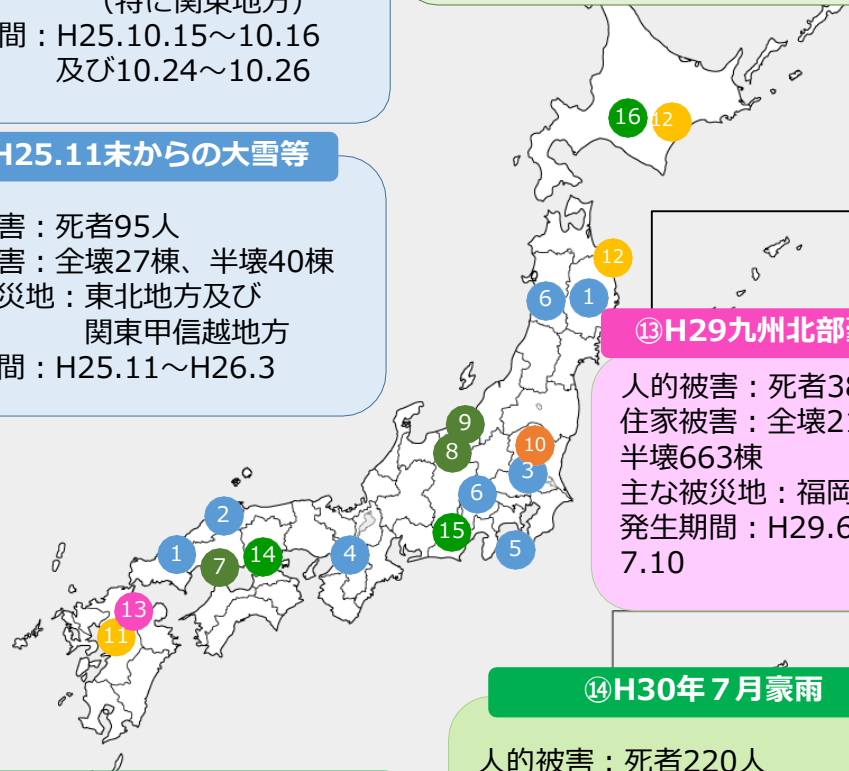 （特に関東地方）
間：H25.10.15～10.16
及び10.24～10.26
H25.11末からの大雪等
害：死者95人
害：全壊27棟、半壊40棟
災地：東北地方及び
関東甲信越地方
間：H25.11～H26.3
16
12
12
6
1
⑬H29九州北部
人的被害：死者38
住家被害：全壊2
半壊663棟
主な被災地：福岡
発生期間：H29.6
7.10
9
8
10
3
6
2
15
1
7
14
4
5
13
11
⑭H30年７月豪雨
人的被害：死者220人